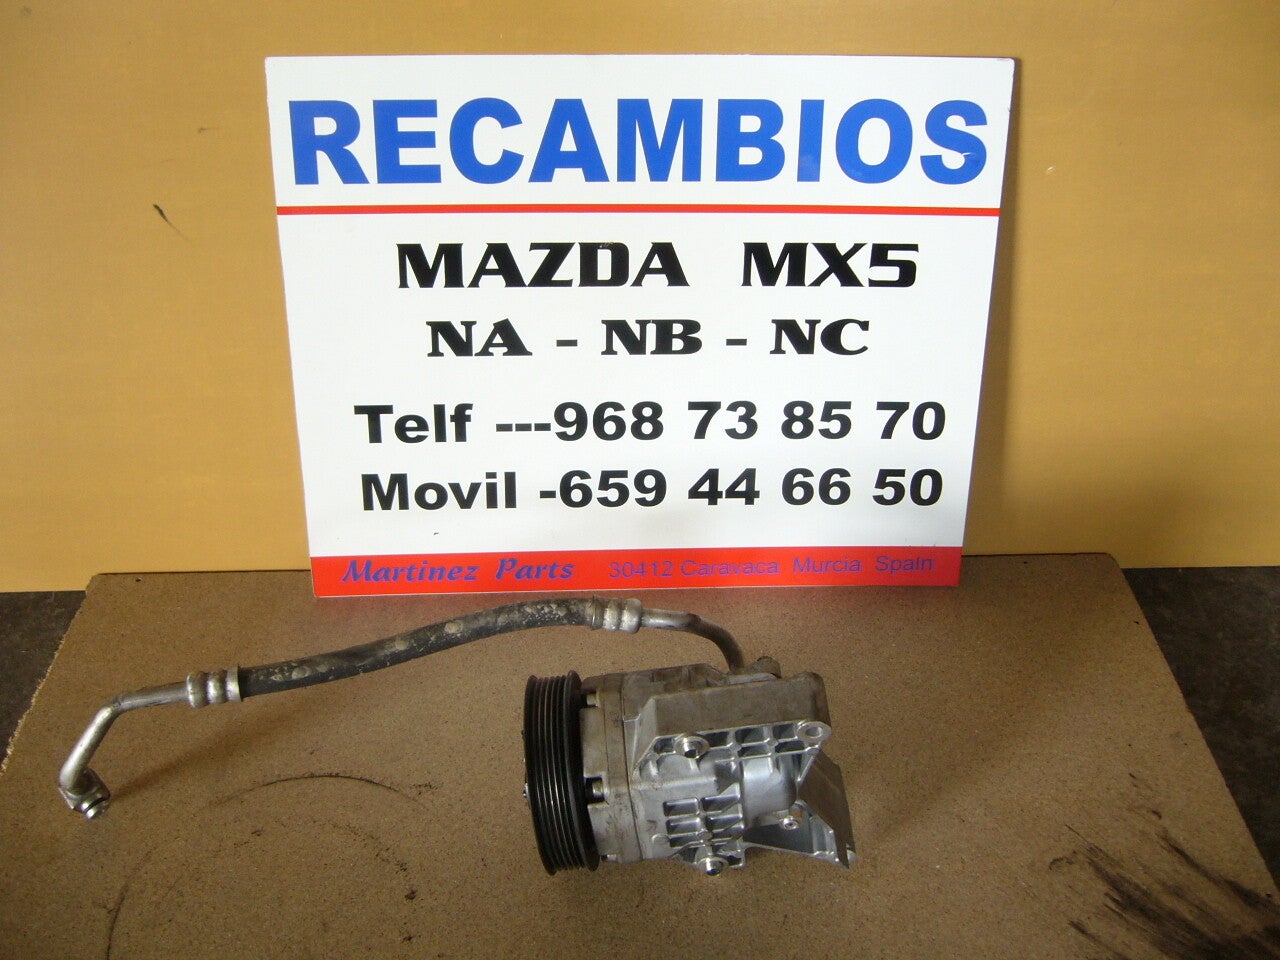 RECAMBIOS
MAZDA MX5
NA - NB - NC
Telf ---968 73 85 70
Movil -659 44 66 50
Martinez Parts 30412 Caravaca Murcia Spain